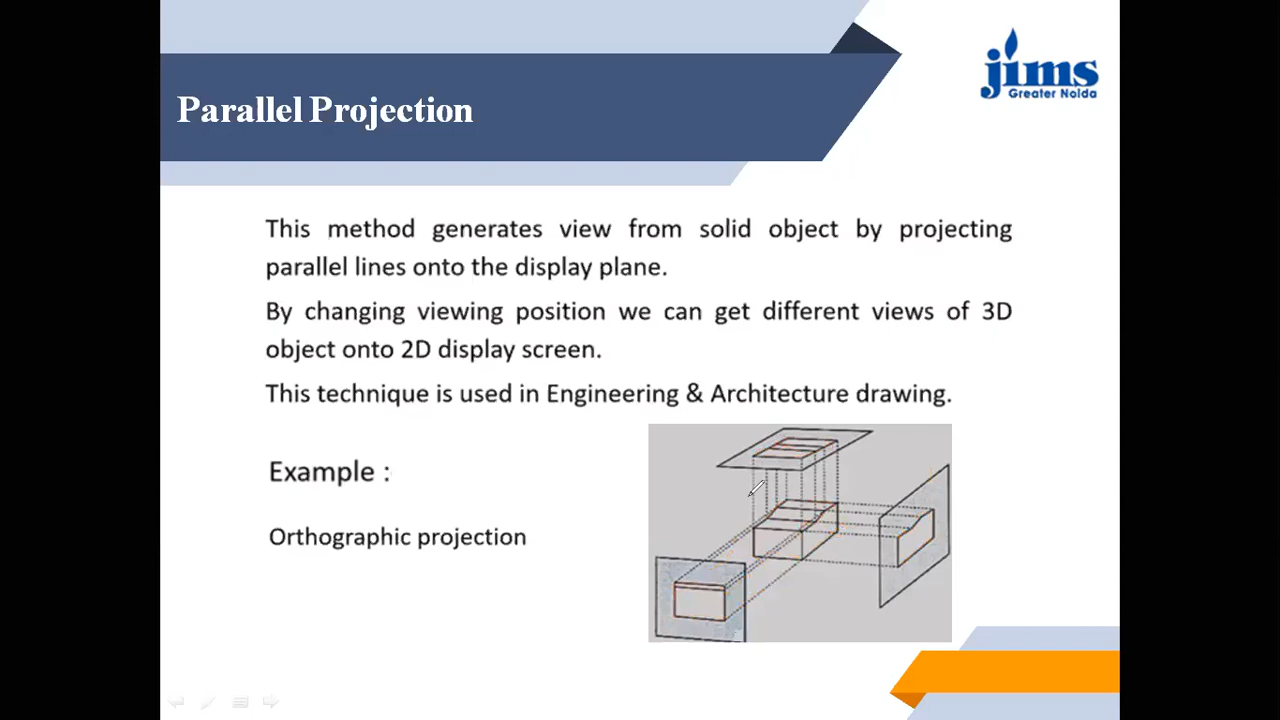 Parallel Projection
jims
Greater Noida
This method generates view from solid object by projecting
parallel lines onto the display plane.
By changing viewing position we can get different views of 3D
object onto 2D display screen.
This technique is used in Engineering & Architecture drawing.
Example :
Orthographic projection